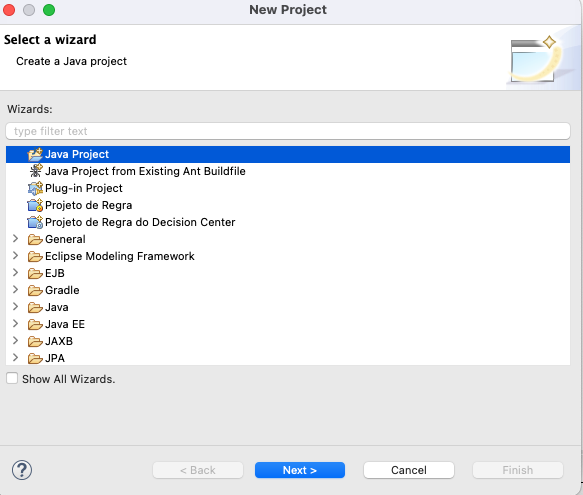 New Project
Select a wizard
Create a Java project
Wizards:
type filter text
Java Project
Java Project from Existing Ant Buildfile
Plug-in Project
Projeto de Regra
Projeto de Regra do Decision Center
General
Eclipse Modeling Framework
EJB
Gradle
Java
Java EE
JAXB
JPA
Show All Wizards.
? < Back Next > Cancel Finish